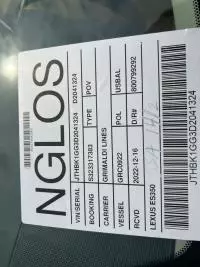 NGLOS
VIN/SERIAL JTHBK1GG3D2041324 D2041324
BOOKING S323317383 TYPE POV
CARRIER GRIMALDI LINES
VESSEL GRC0922 POL USBAL
RCVD 2022-12-16 D/R# 800799292
LEXUS ES350
JTHBK1GG3D2041324